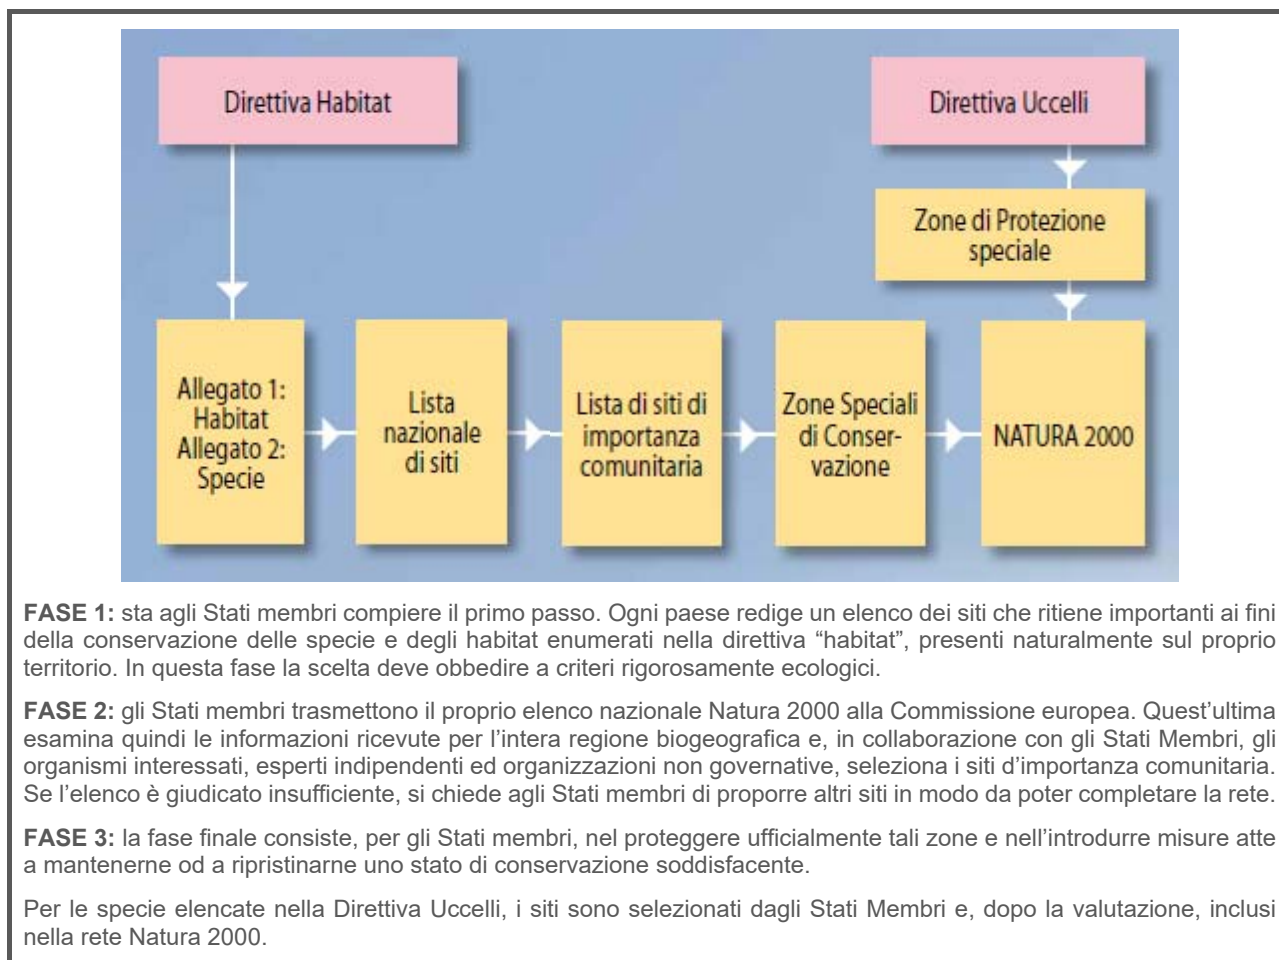 Direttiva Habitat
Direttiva Uccelli
Zone di Protezione
speciale
Allegato 1:
Habitat
Allegato 2:
Specie
Lista
nazionale
di siti
Lista di siti di
importanza
comunitaria
Zone Speciali
di Conser-
vazione
NATURA 2000
FASE 1: sta agli Stati membri compiere il primo passo. Ogni paese redige un elenco dei siti che ritiene importanti ai fini
della conservazione delle specie e degli habitat enumerati nella direttiva “habitat”, presenti naturalmente sul proprio
territorio. In questa fase la scelta deve obbedire a criteri rigorosamente ecologici.
FASE 2: gli Stati membri trasmettono il proprio elenco nazionale Natura 2000 alla Commissione europea. Quest’ultima
esamina quindi le informazioni ricevute per l’intera regione biogeografica e, in collaborazione con gli Stati Membri, gli
organismi interessati, esperti indipendenti ed organizzazioni non governative, seleziona i siti d’importanza comunitaria.
Se l’elenco è giudicato insufficiente, si chiede agli Stati membri di proporre altri siti in modo da poter completare la rete.
FASE 3: la fase finale consiste, per gli Stati membri, nel proteggere ufficialmente tali zone e nell’introdurre misure atte
a mantenerne od a ripristinarne uno stato di conservazione soddisfacente.
Per le specie elencate nella Direttiva Uccelli, i siti sono selezionati dagli Stati Membri e, dopo la valutazione, inclusi
nella rete Natura 2000.